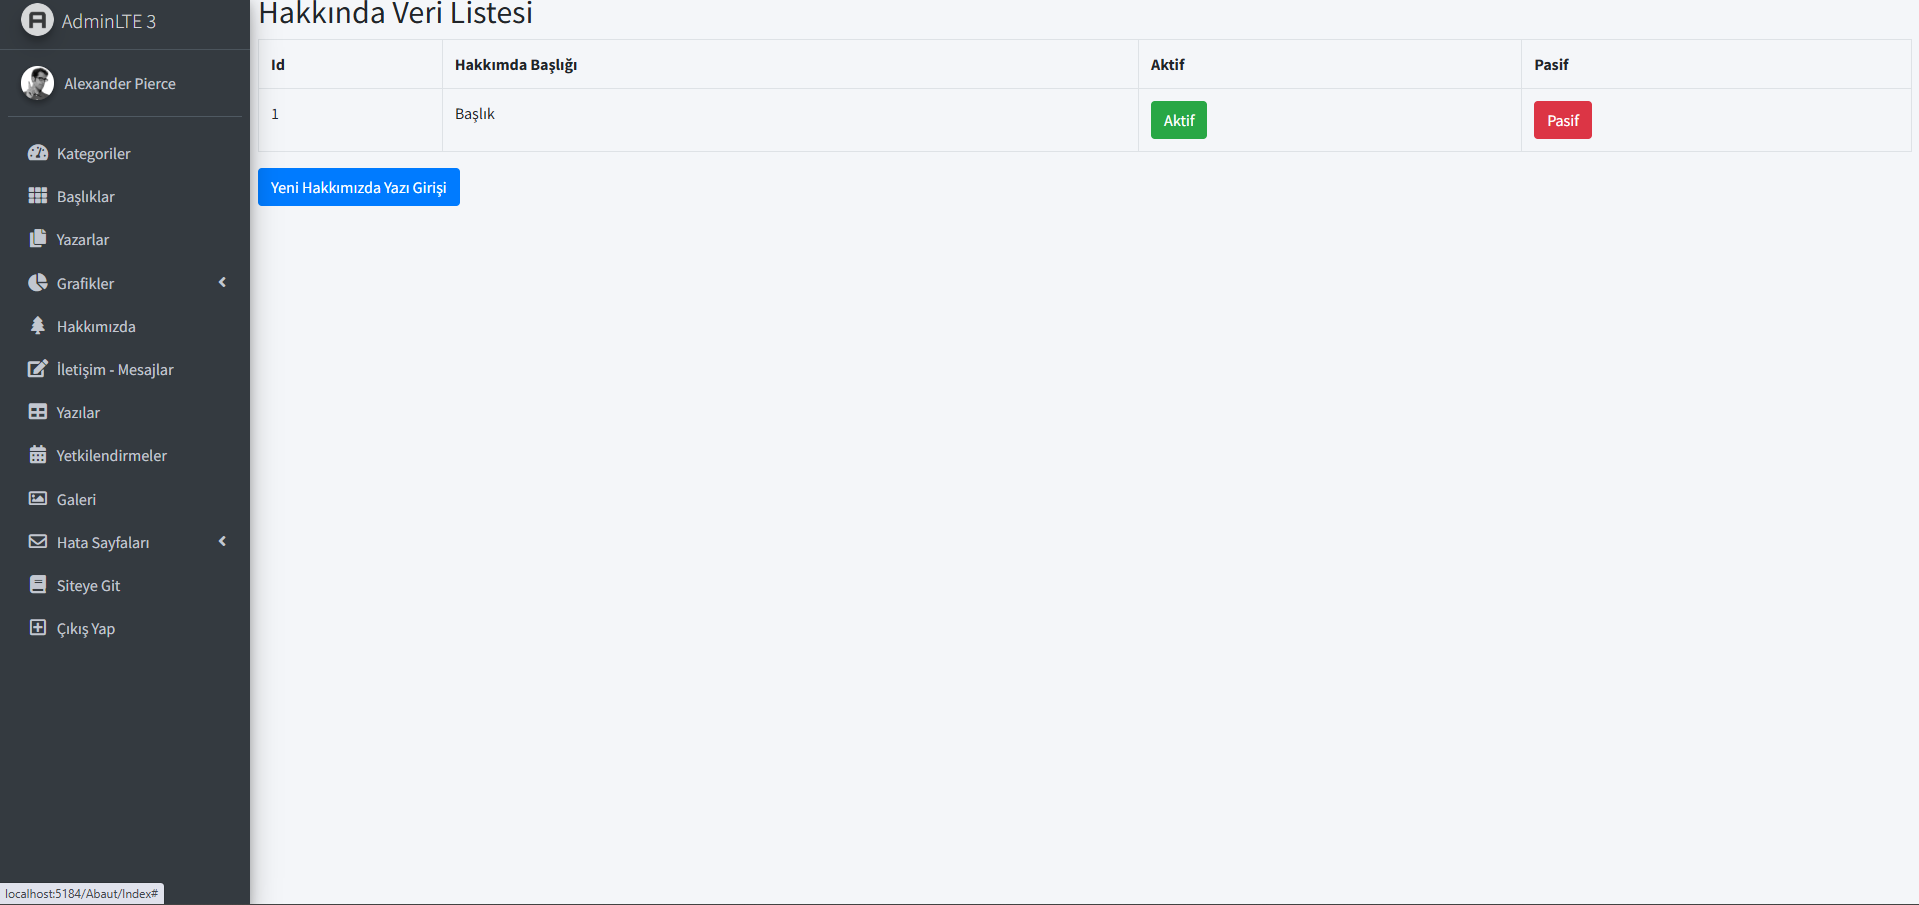 AdminLTE 3
Alexander Pierce
Kategoriler
Başlıklar
Yazarlar
Grafikler
Hakkımızda
İletişim - Mesajlar
Yazılar
Yetkilendirmeler
Galeri
Hata Sayfaları
Siteye Git
Çıkış Yap
Hakkında Veri Listesi
Id Hakkımda Başlığı Aktif Pasif
1 Başlık Aktif Pasif
Yeni Hakkımızda Yazı Girişi
localhost:5184/Abaut/Index#